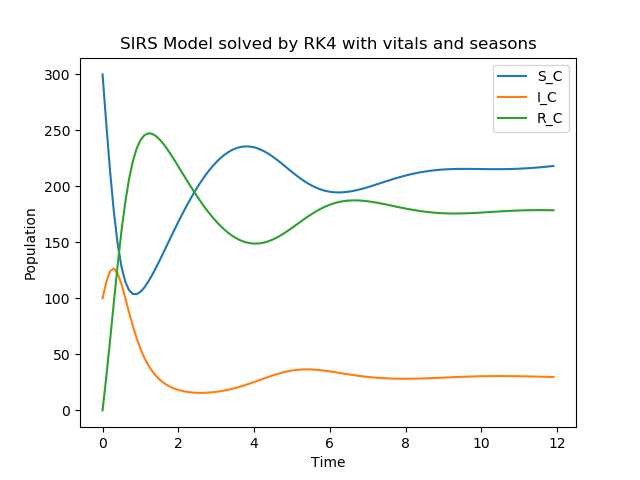 SIRS Model solved by RK4 with vitals and seasons
300
250
200
150
100
50
0
Population
S_C
I_C
R_C
0 2 4 6 8 10 12
Time